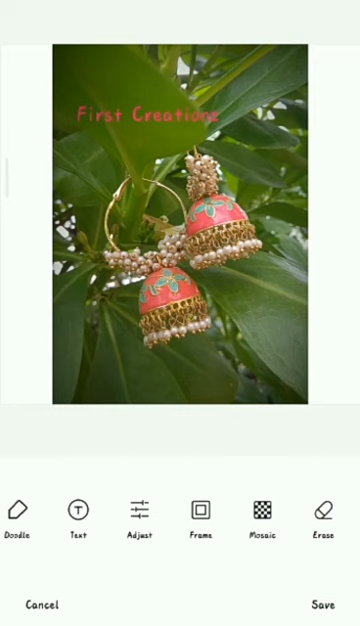 First Creations
Doodle
Text
Adjust
Frame
Mosaic
Erase
Cancel
Save